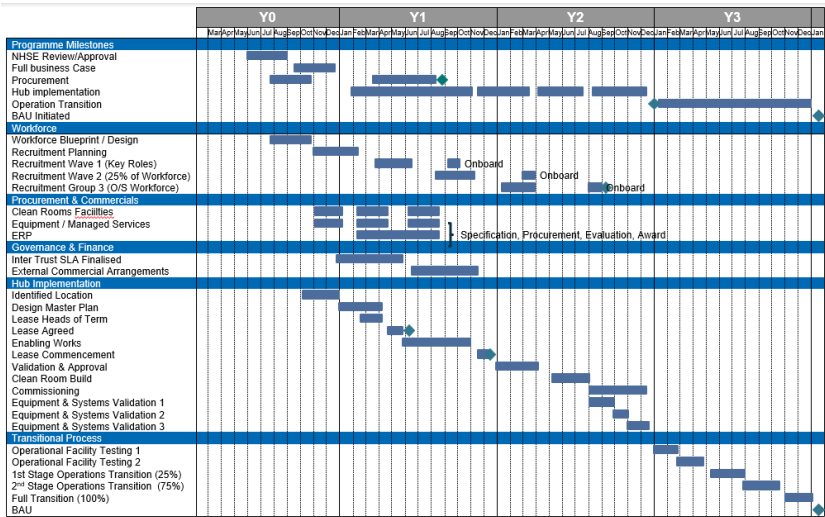 Y0 Y1 Y2 Y3
Mar Apr May Jun Jul Aug Sep Oct Nov Dec Jan Feb Mar Apr May Jun Jul Aug Sep Oct Nov Dec Jan Feb Mar Apr May Jun Jul Aug Sep Oct Nov Dec Jan Feb Mar Apr May Jun Jul Aug Sep Oct Nov Dec Jan
Programme Milestones
NHSE Review/Approval
Full business Case
Procurement
Hub implementation
Operation Transition
BAU Initiated
Workforce
Workforce Blueprint / Design
Recruitment Planning
Recruitment Wave 1 (Key Roles) Onboard
Recruitment Wave 2 (25% of Workforce) Onboard
Recruitment Group 3 (O/S Workforce) Onboard
Procurement & Commercials
Clean Rooms Faciilties
Equipment / Managed Services
ERP Specification, Procurement, Evaluation, Award
Governance & Finance
Inter Trust SLA Finalised
External Commercial Arrangements
Hub Implementation
Identified Location
Design Master Plan
Lease Heads of Term
Lease Agreed
Enabling Works
Lease Commencement
Validation & Approval
Clean Room Build
Commissioning
Equipment & Systems Validation 1
Equipment & Systems Validation 2
Equipment & Systems Validation 3
Transitional Process
Operational Facility Testing 1
Operational Facility Testing 2
1st Stage Operations Transition (25%)
2nd Stage Operations Transition (75%)
Full Transition (100%)
BAU